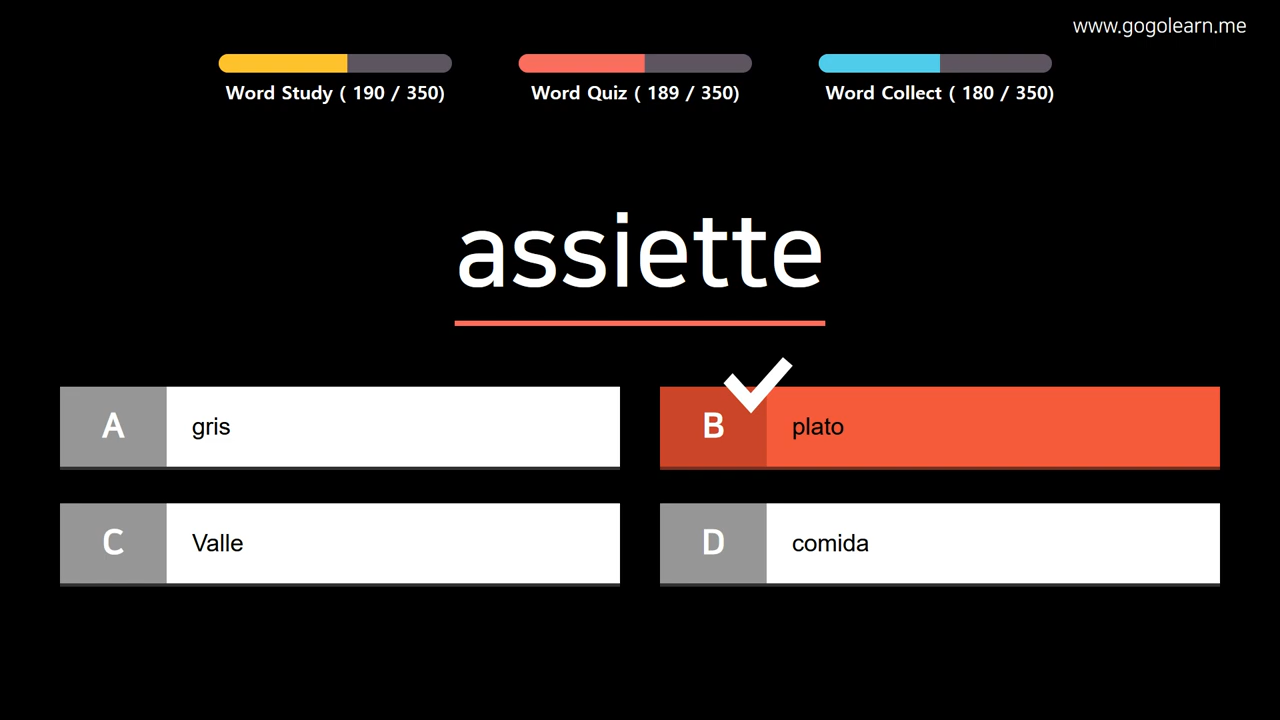 www.gogolearn.me
Word Study ( 190 / 350)
Word Quiz ( 189 / 350)
Word Collect ( 180 / 350)
assiette
A
gris
B
plato
C
Valle
D
comida